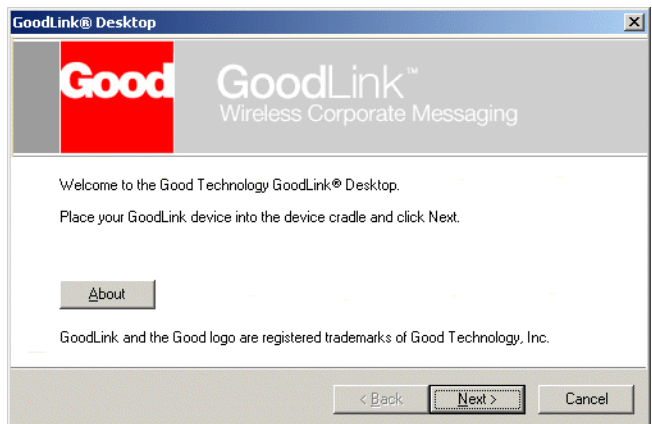 GoodLink® Desktop
Good
GoodLink™
Wireless Corporate Messaging
Welcome to the Good Technology GoodLink® Desktop.
Place your GoodLink device into the device cradle and click Next.
About
GoodLink and the Good logo are registered trademarks of Good Technology, Inc.
< Back Next > Cancel